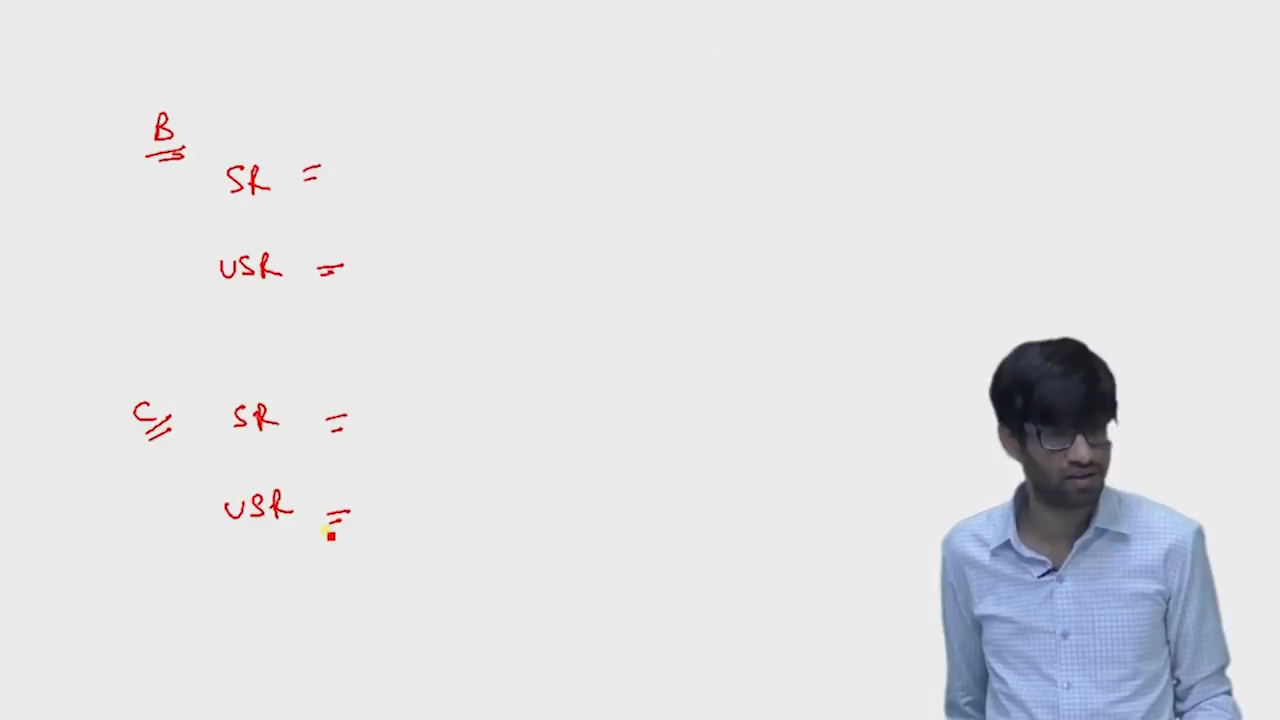 B
SR =
USR =
C SR =
USR =